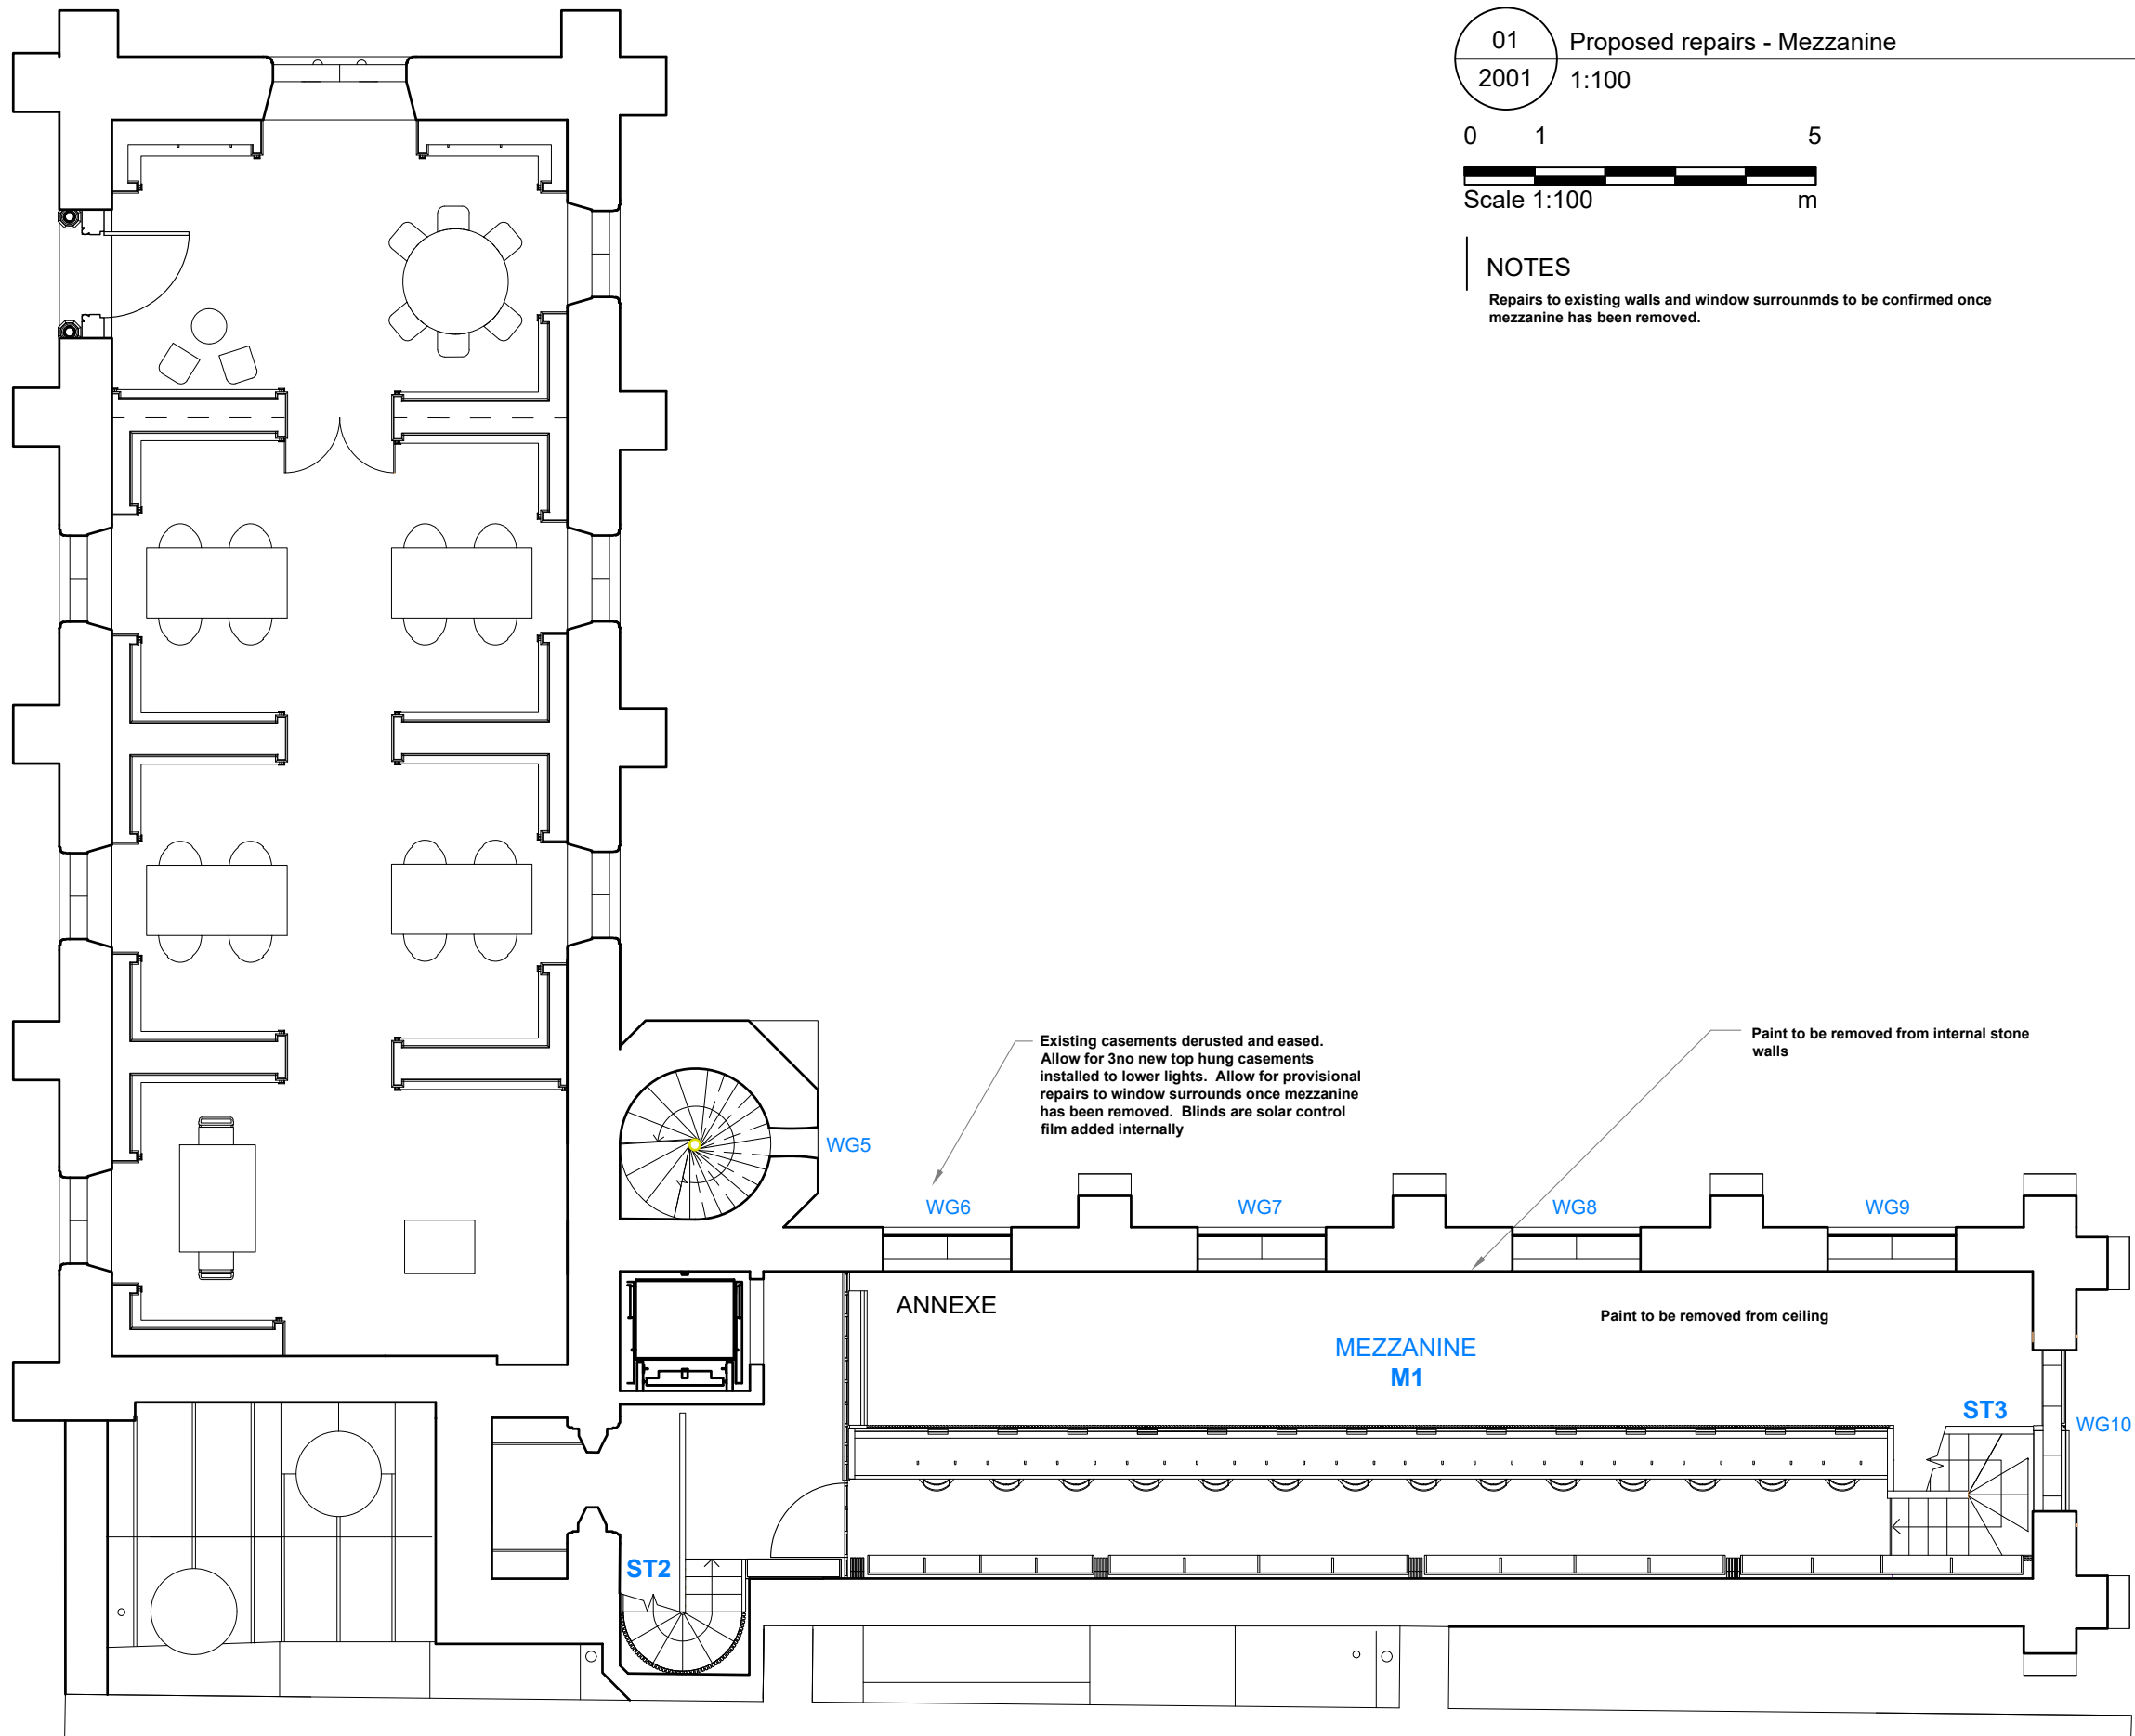 01
Proposed repairs - Mezzanine
2001
1:100
0 1 5
Scale 1:100 m
NOTES
Repairs to existing walls and window surrounmds to be confirmed once
mezzanine has been removed.
Existing casements derusted and eased.
Allow for 3no new top hung casements
installed to lower lights. Allow for provisional
repairs to window surrounds once mezzanine
has been removed. Blinds are solar control
film added internally
Paint to be removed from internal stone
walls
WG5
WG6
WG7
WG8
WG9
ANNEXE
Paint to be removed from ceiling
MEZZANINE
M1
ST3
WG10
ST2